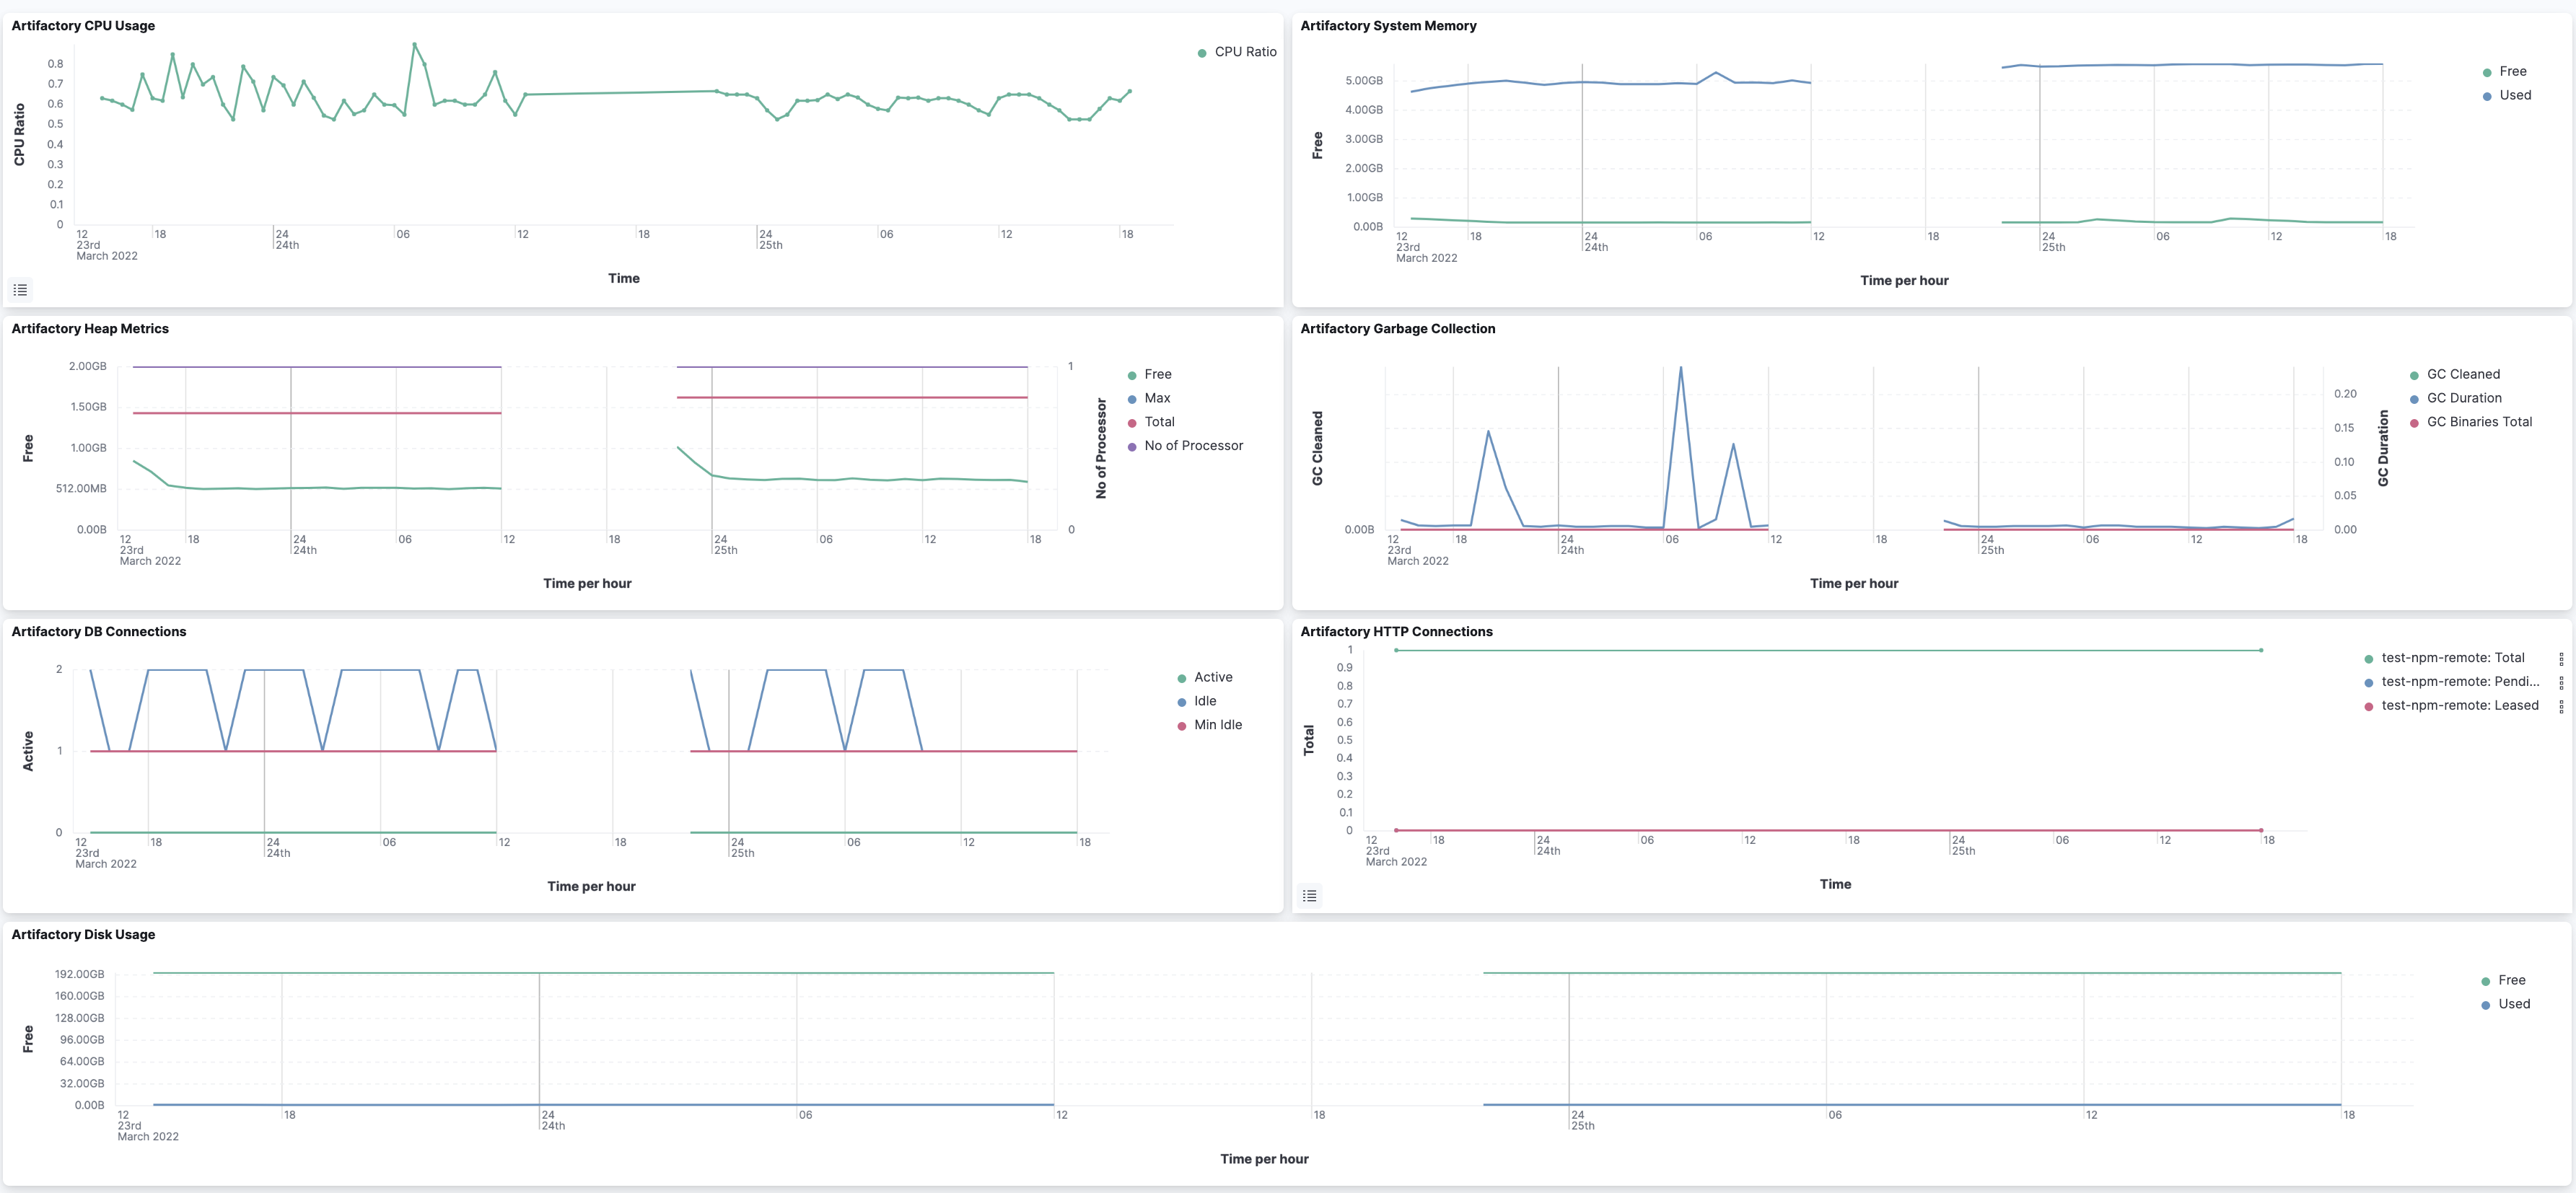 Artifactory CPU Usage
CPU Ratio
0.8
0.7
0.6
0.5
0.4
0.3
0.2
0.1
0
CPU Ratio
12 18 24 06 12 18 24 06 12 18
23rd 24th 25th
March 2022
Time
Artifactory System Memory
Free
Used
5.00GB
4.00GB
3.00GB
2.00GB
1.00GB
0.00B
Free
12 18 24 06 12 18 24 06 12 18
23rd 24th 25th
March 2022
Time per hour
Artifactory Heap Metrics
2.00GB
1.50GB
1.00GB
512.00MB
0.00B
Free
1
0
No of Processor
Free
Max
Total
No of Processor
12 18 24 06 12 18 24 06 12 18
23rd 24th 25th
March 2022
Time per hour
Artifactory Garbage Collection
GC Cleaned
0.00B
0.20
0.15
0.10
0.05
0.00
GC Duration
GC Cleaned
GC Duration
GC Binaries Total
12 18 24 06 12 18 24 06 12 18
23rd 24th 25th
March 2022
Time per hour
Artifactory DB Connections
2
1
0
Active
Active
Idle
Min Idle
12 18 24 06 12 18 24 06 12 18
23rd 24th 25th
March 2022
Time per hour
Artifactory HTTP Connections
1
0.9
0.8
0.7
0.6
0.5
0.4
0.3
0.2
0.1
0
Total
test-npm-remote: Total
test-npm-remote: Pendi...
test-npm-remote: Leased
12 18 24 06 12 18 24 06 12 18
23rd 24th 25th
March 2022
Time
Artifactory Disk Usage
192.00GB
160.00GB
128.00GB
96.00GB
64.00GB
32.00GB
0.00B
Free
Free
Used
12 18 24 06 12 18 24 06 12 18
23rd 24th 25th
March 2022
Time per hour